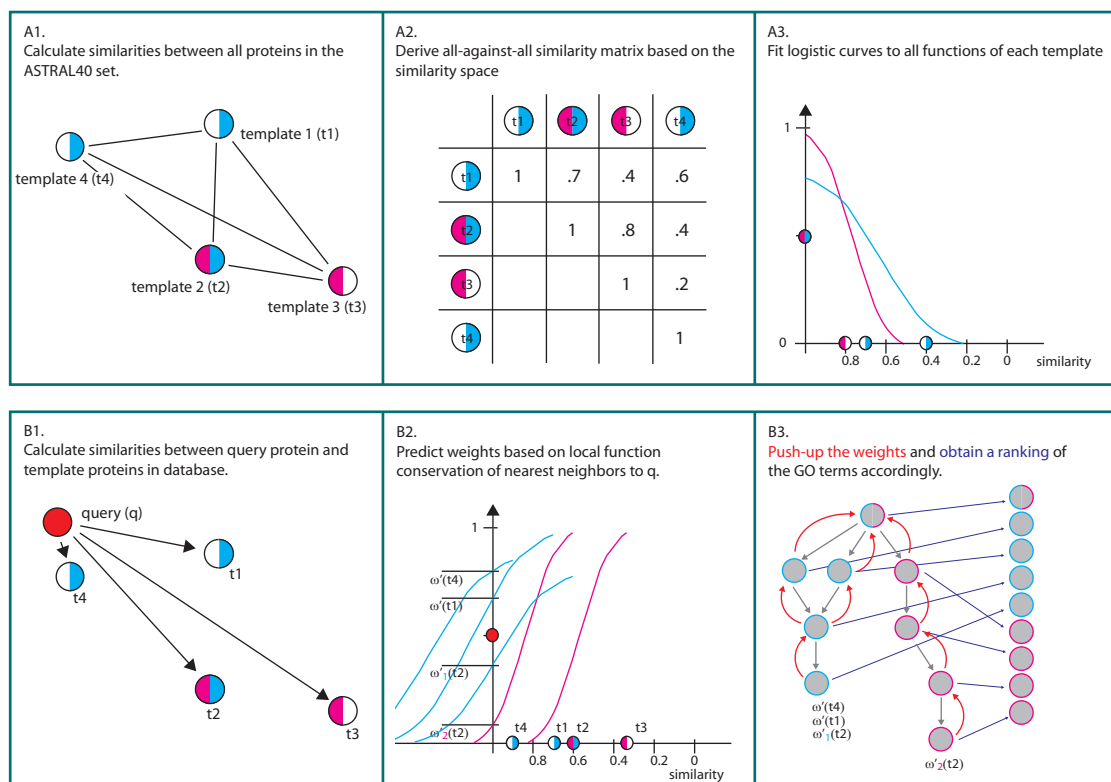 A1.
Calculate similarities between all proteins in the
ASTRAL40 set.
template 1 (t1)
template 4 (t4)
template 2 (t2)
template 3 (t3)
A2.
Derive all-against-all similarity matrix based on the
similarity space
t1 t2 t3 t4
t1 1 .7 .4 .6
t2 1 .8 .4
t3 1 .2
t4 1
A3.
Fit logistic curves to all functions of each template
1
0
0.8 0.6 0.4 0.2 0 similarity
B1.
Calculate similarities between query protein and
template proteins in database.
query (q)
t1
t4
t2
t3
B2.
Predict weights based on local function
conservation of nearest neighbors to q.
1
ω'(t4)
ω'(t1)
ω'₁(t2)
ω'₂(t2)
t4 t1 t2 t3
0.8 0.6 0.4 0.2 0
similarity
B3.
Push-up the weights and obtain a ranking of
the GO terms accordingly.
ω'(t4)
ω'(t1)
ω'₁(t2)
ω'₂(t2)